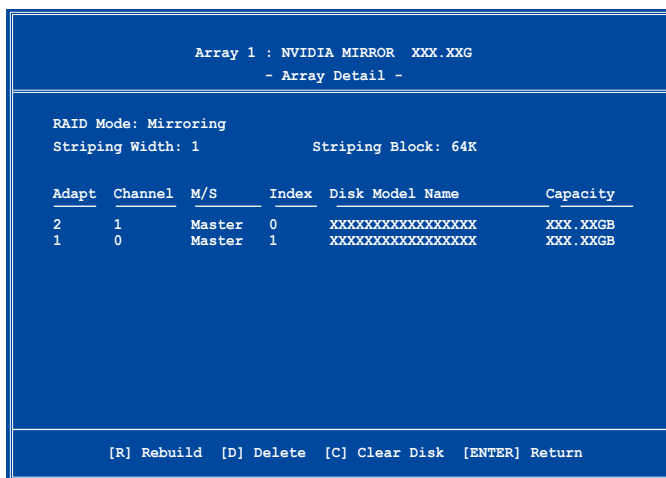 Array 1 : NVIDIA MIRROR XXX.XXG
- Array Detail -
RAID Mode: Mirroring
Striping Width: 1 Striping Block: 64K
Adapt Channel M/S Index Disk Model Name Capacity
2 1 Master 0 XXXXXXXXXXXXXXXXX XXX.XXGB
1 0 Master 1 XXXXXXXXXXXXXXXXX XXX.XXGB
[R] Rebuild [D] Delete [C] Clear Disk [ENTER] Return